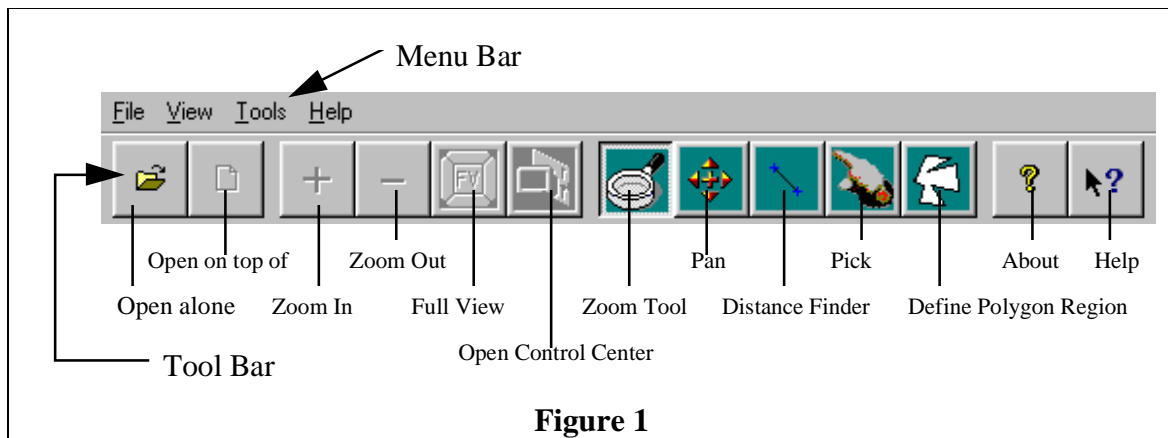 Menu Bar
File View Tools Help
FV
? ?
Open on top of Zoom Out Pan Pick About Help
Open alone Zoom In Full View Zoom Tool Distance Finder Define Polygon Region
Open Control Center
Tool Bar
Figure 1